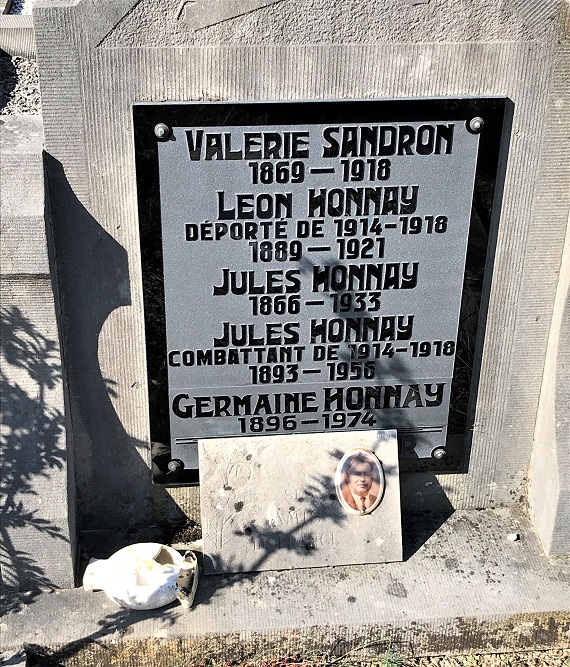 VALERIE SANDRON
1869 — 1918
LEON HONNAY
DÉPORTÉ DE 1914-1918
1889 — 1921
JULES HONNAY
1866 — 1933
JULES HONNAY
COMBATTANT DE 1914-1918
1893 — 1956
GERMAINE HONNAY
1896 - 1974